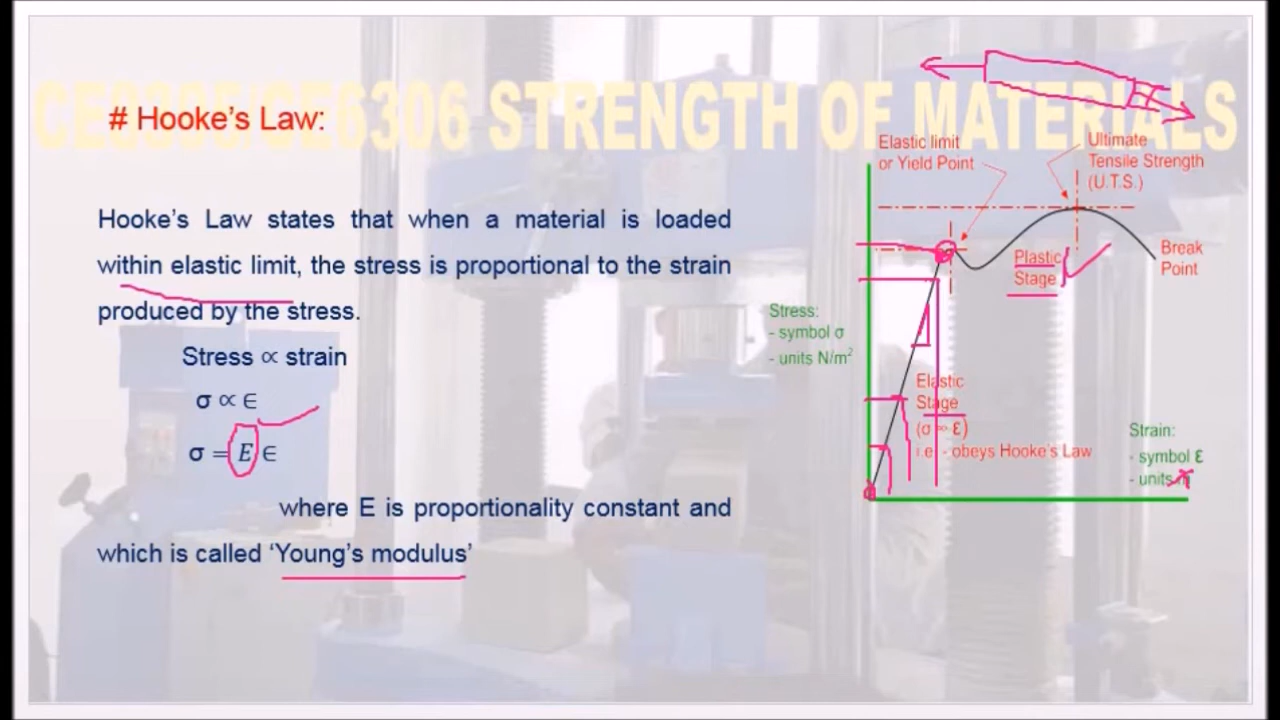 CE8395/CE6306 STRENGTH OF MATERIALS
# Hooke's Law:
Hooke's Law states that when a material is loaded
within elastic limit, the stress is proportional to the strain
produced by the stress.
Stress ∝ strain
σ ∝ ∈
σ = E ∈
where E is proportionality constant and
which is called ‘Young's modulus’
Elastic limit
or Yield Point
Ultimate
Tensile Strength
(U.T.S.)
Break
Point
Plastic
Stage
Stress:
- symbol σ
- units N/m²
Elastic
Stage
(σ ∝ ε)
i.e - obeys Hooke's Law
Strain:
- symbol ε
- units